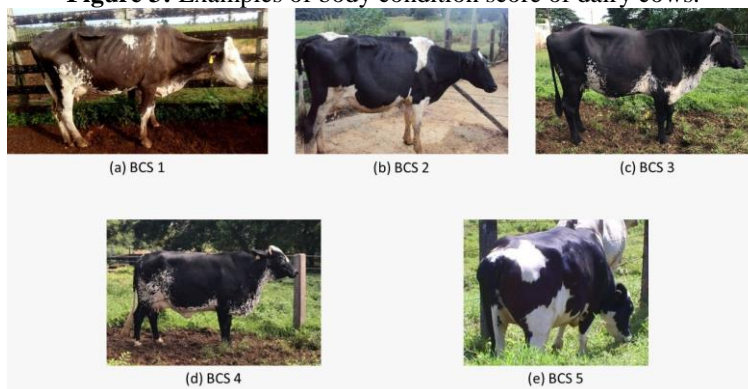 Figure 3: Examples of body condition score of dairy cows.
(a) BCS 1
(b) BCS 2
(c) BCS 3
(d) BCS 4
(e) BCS 5